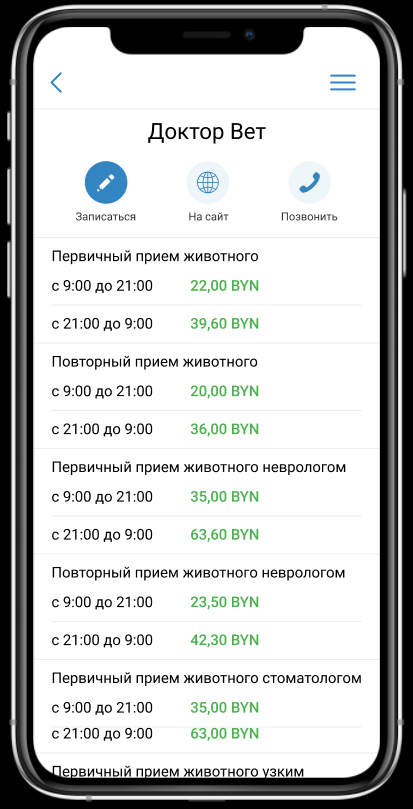 Доктор Вет
Записаться На сайт Позвонить
Первичный прием животного
с 9:00 до 21:00 22,00 BYN
с 21:00 до 9:00 39,60 BYN
Повторный прием животного
с 9:00 до 21:00 20,00 BYN
с 21:00 до 9:00 36,00 BYN
Первичный прием животного неврологом
с 9:00 до 21:00 35,00 BYN
с 21:00 до 9:00 63,60 BYN
Повторный прием животного неврологом
с 9:00 до 21:00 23,50 BYN
с 21:00 до 9:00 42,30 BYN
Первичный прием животного стоматологом
с 9:00 до 21:00 35,00 BYN
с 21:00 до 9:00 63,00 BYN
Первичный прием животного узким